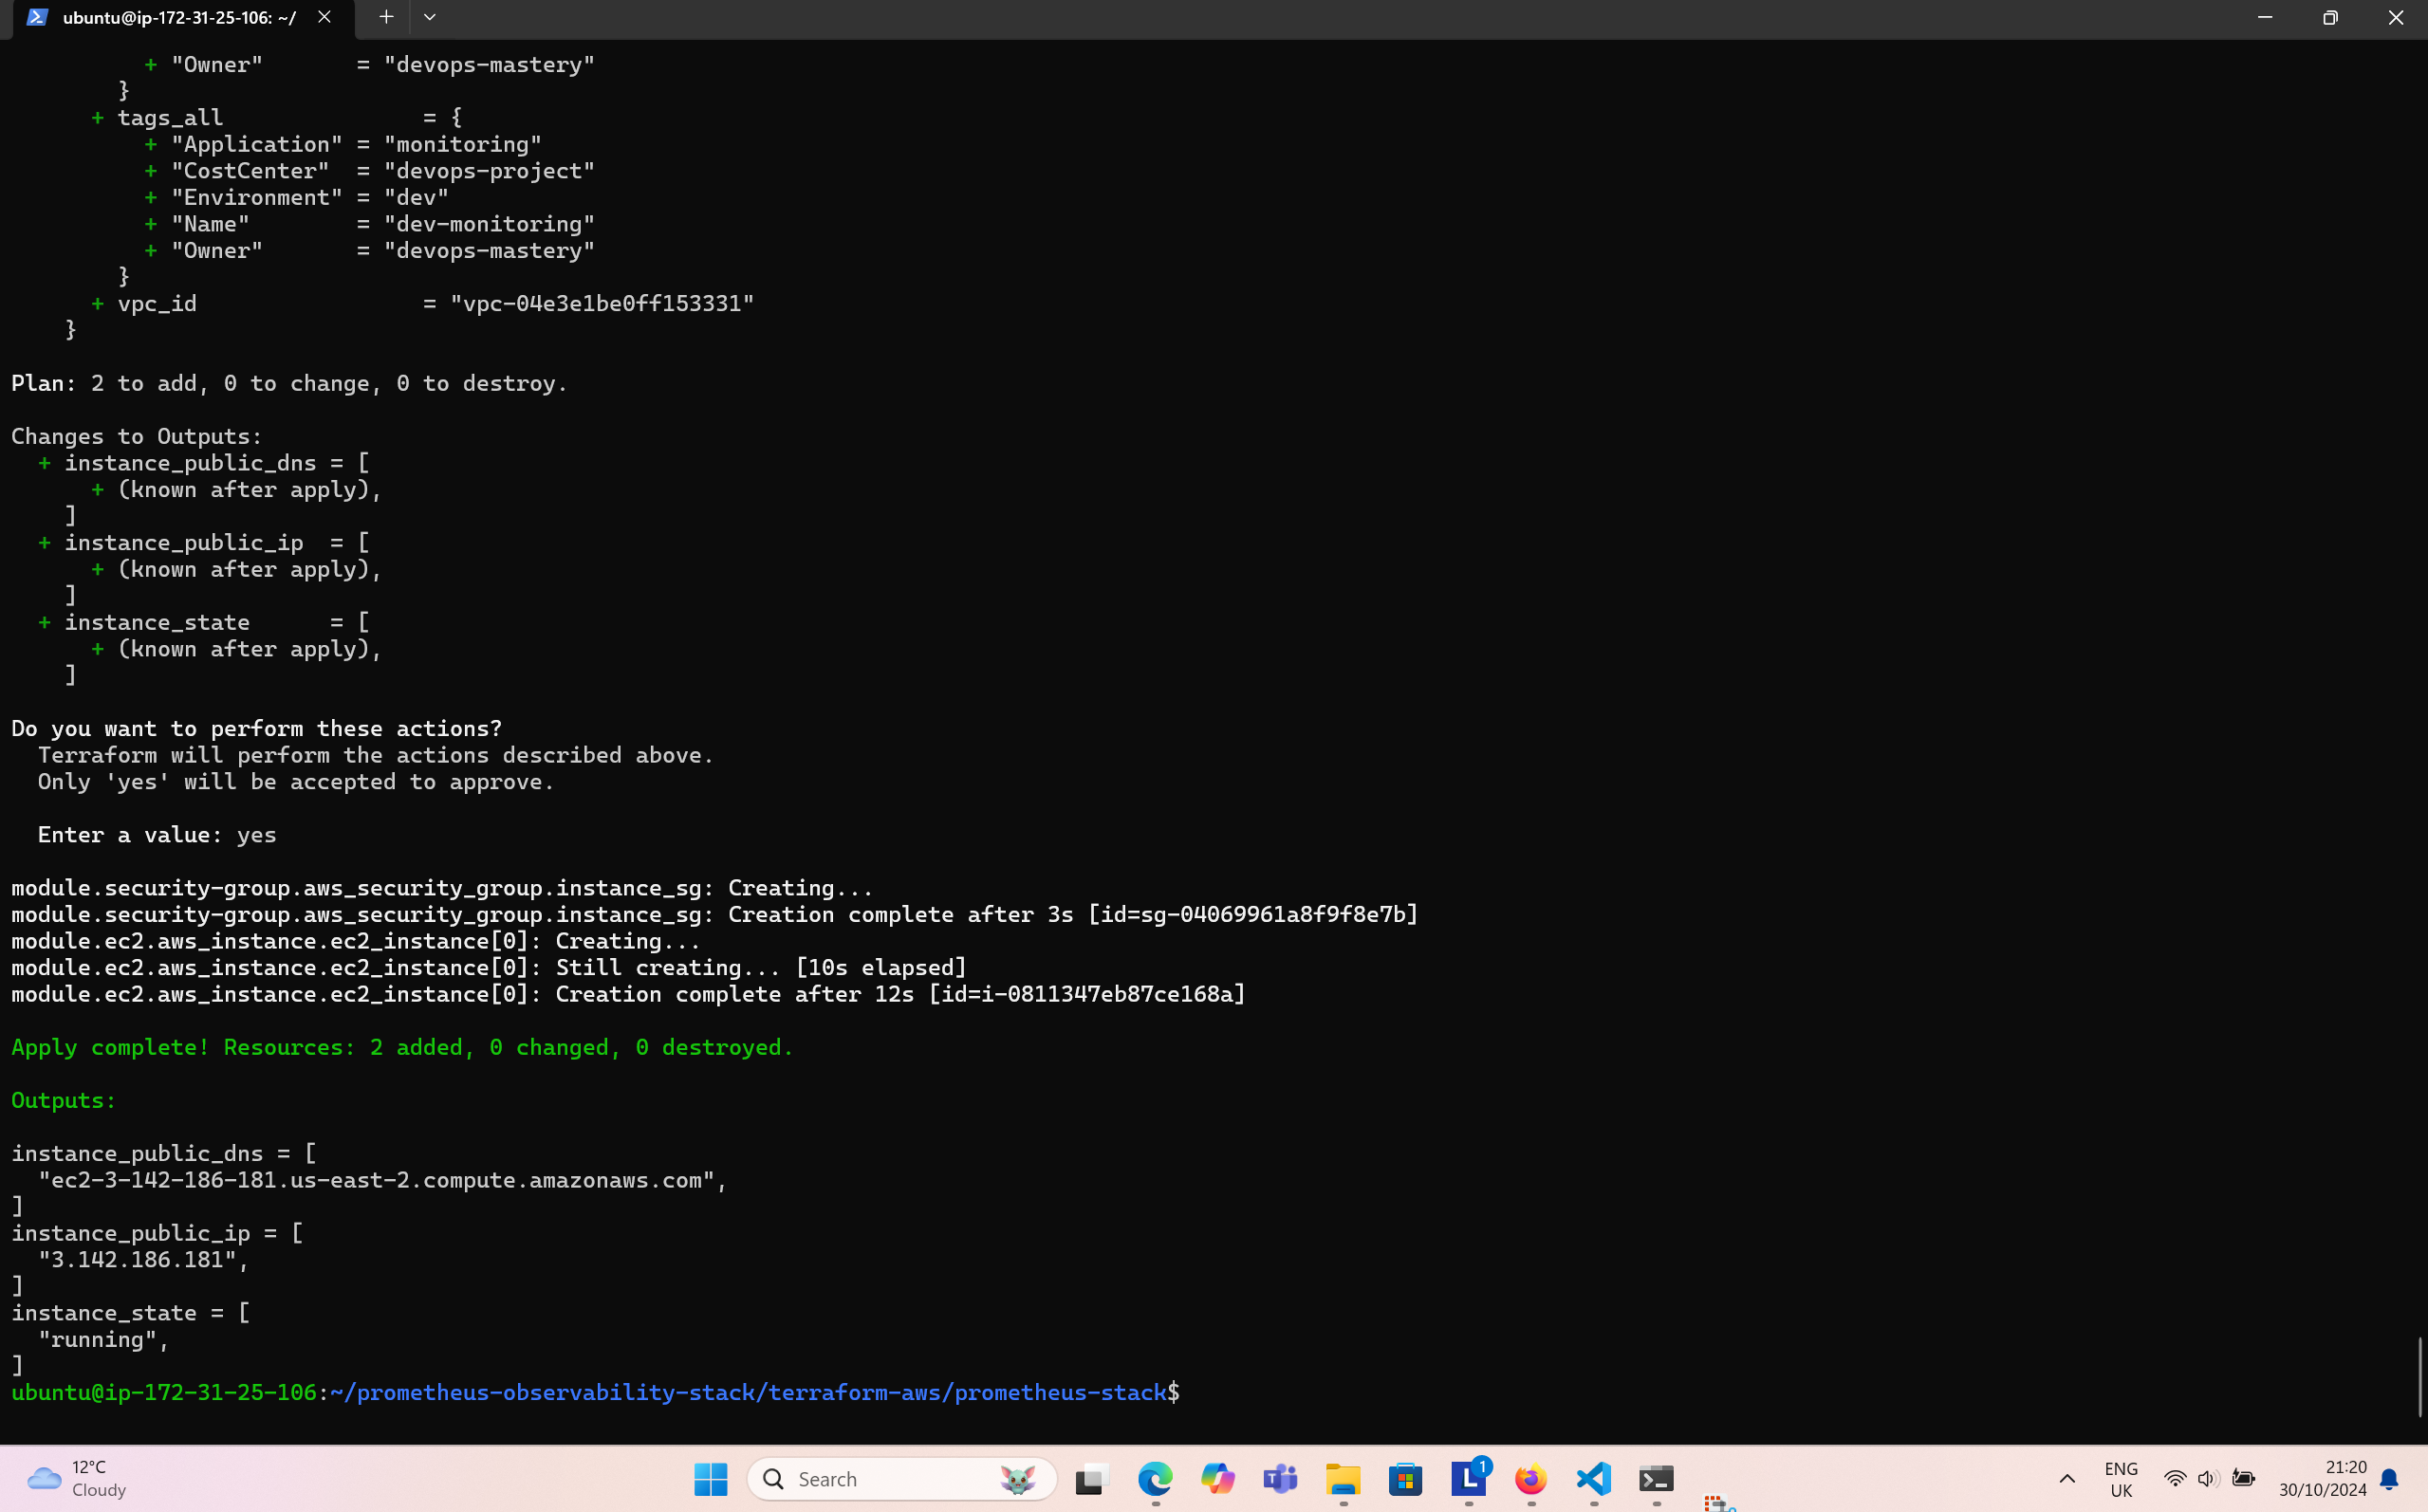 ubuntu@ip-172-31-25-106: ~/
+ "Owner"       = "devops-mastery"
}
+ tags_all               = {
+ "Application" = "monitoring"
+ "CostCenter"  = "devops-project"
+ "Environment" = "dev"
+ "Name"        = "dev-monitoring"
+ "Owner"       = "devops-mastery"
}
+ vpc_id                 = "vpc-04e3e1be0ff153331"
}
Plan: 2 to add, 0 to change, 0 to destroy.
Changes to Outputs:
+ instance_public_dns = [
+ (known after apply),
]
+ instance_public_ip  = [
+ (known after apply),
]
+ instance_state      = [
+ (known after apply),
]
Do you want to perform these actions?
Terraform will perform the actions described above.
Only 'yes' will be accepted to approve.
Enter a value: yes
module.security-group.aws_security_group.instance_sg: Creating...
module.security-group.aws_security_group.instance_sg: Creation complete after 3s [id=sg-04069961a8f9f8e7b]
module.ec2.aws_instance.ec2_instance[0]: Creating...
module.ec2.aws_instance.ec2_instance[0]: Still creating... [10s elapsed]
module.ec2.aws_instance.ec2_instance[0]: Creation complete after 12s [id=i-0811347eb87ce168a]
Apply complete! Resources: 2 added, 0 changed, 0 destroyed.
Outputs:
instance_public_dns = [
"ec2-3-142-186-181.us-east-2.compute.amazonaws.com",
]
instance_public_ip = [
"3.142.186.181",
]
instance_state = [
"running",
]
ubuntu@ip-172-31-25-106:~/prometheus-observability-stack/terraform-aws/prometheus-stack$
12°C
Cloudy
Search
1
ENG
UK
21:20
30/10/2024